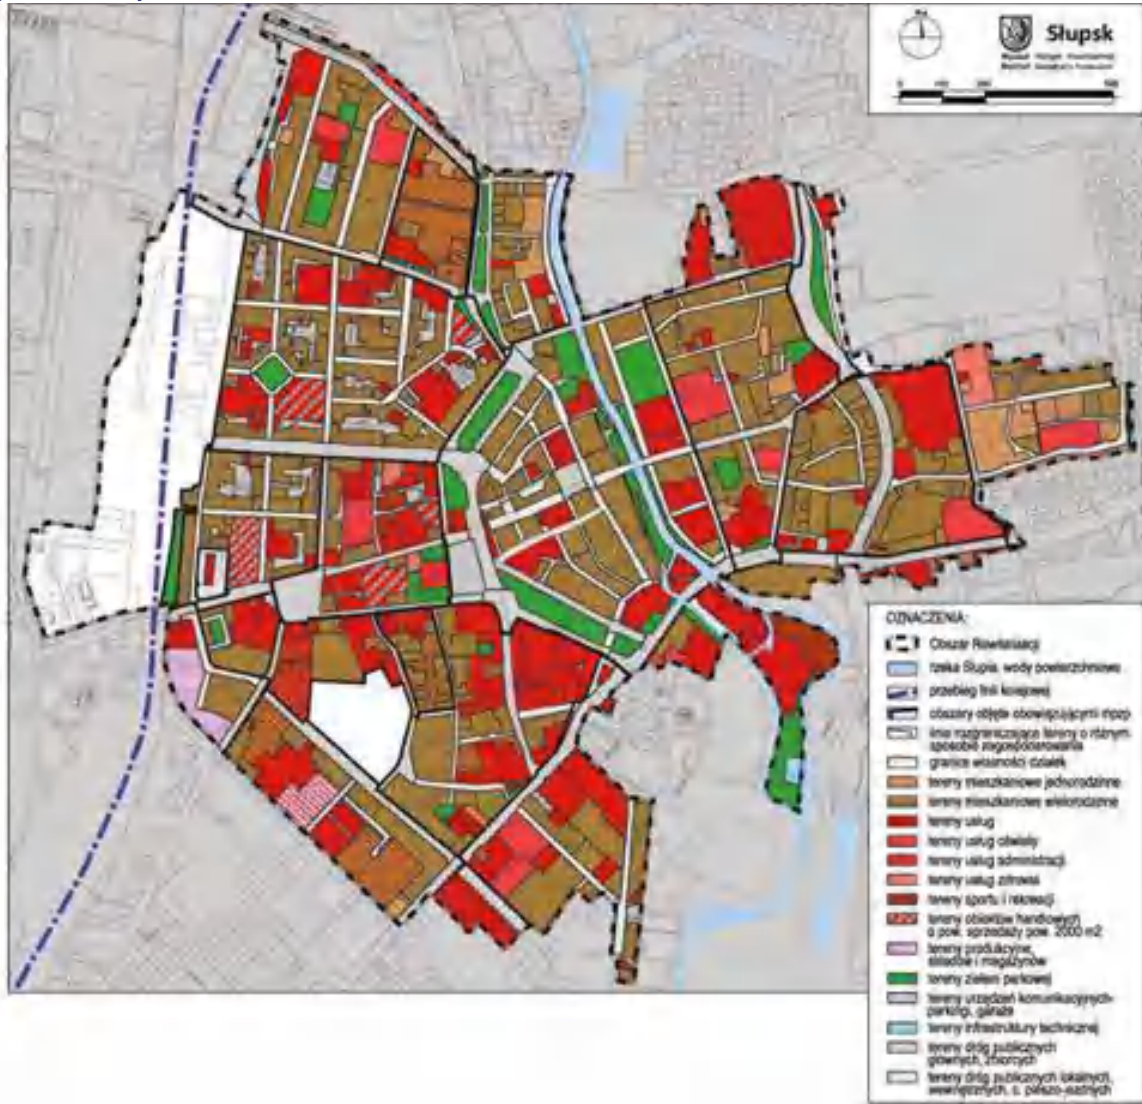 Słupsk
OZNACZENIA:
Obszar Rewitalizacji
rzeka Słupia, wody powierzchniowe
przebieg linii kolejowej
obszary objęte obowiązującymi mpzp
linie rozgraniczające tereny o różnym
sposobie zagospodarowania
granice własności działek
tereny mieszkaniowe jednorodzinne
tereny mieszkaniowe wielorodzinne
tereny usług
tereny usług oświaty
tereny usług administracji
tereny usług zdrowia
tereny sportu i rekreacji
tereny obiektów handlowych
o pow. sprzedaży pow. 2000 m2
tereny produkcyjne,
składów i magazynów
tereny zieleni parkowej
tereny urządzeń komunikacyjnych-
parkingi, garaże
tereny infrastruktury technicznej
tereny dróg publicznych
głównych, zbiorczych
tereny dróg publicznych lokalnych,
wewnętrznych, c. pieszo-jezdnych